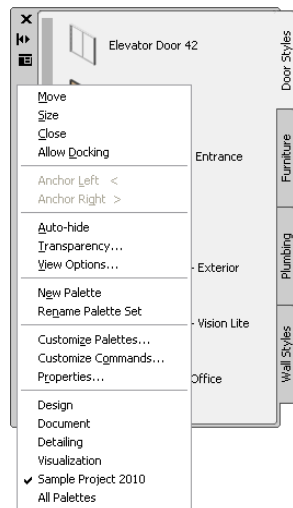 Elevator Door 42
Move
Size
Close
Allow Docking
Entrance
Anchor Left <
Anchor Right >
Auto-hide
Transparency...
View Options...
- Exterior
New Palette
Rename Palette Set
- Vision Lite
Customize Palettes...
Customize Commands...
Properties...
Office
Design
Document
Detailing
Visualization
Sample Project 2010
All Palettes
Door Styles
Furniture
Plumbing
Wall Styles